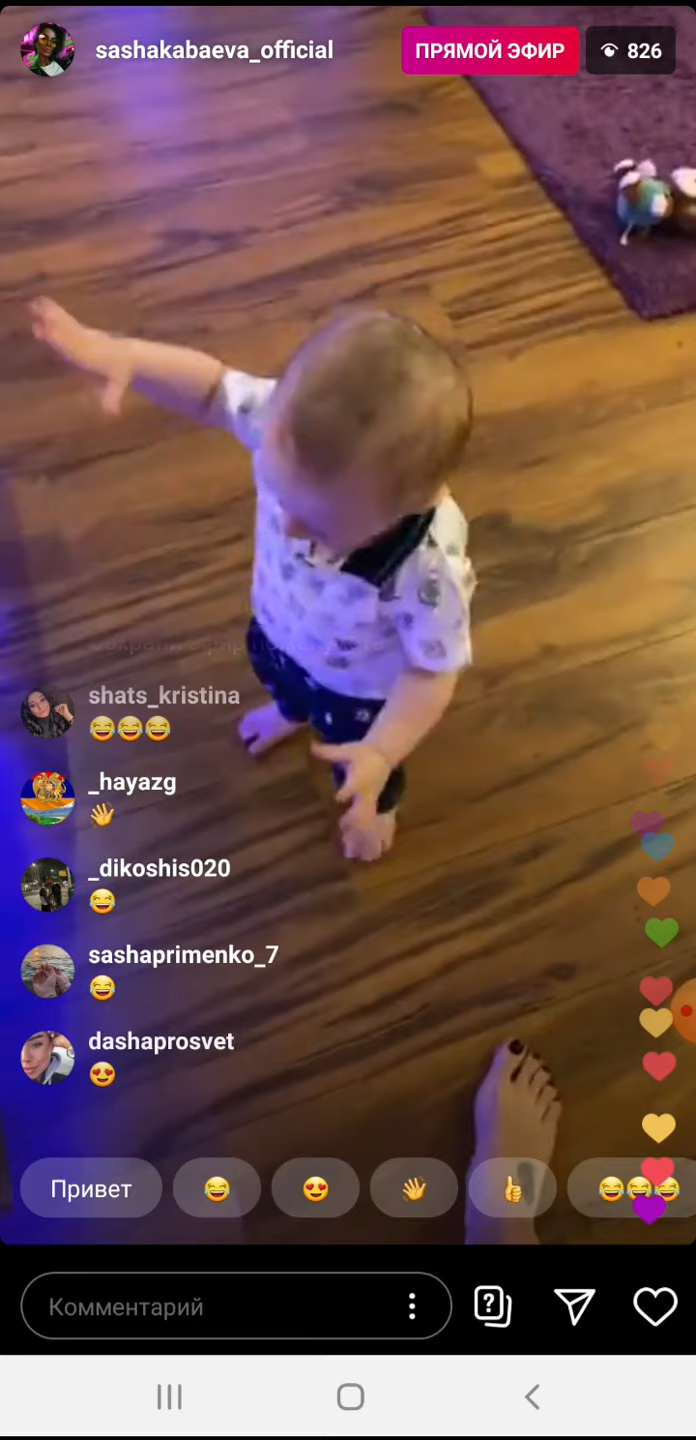 sashakabaeva_official
ПРЯМОЙ ЭФИР
826
shats_kristina
_hayazg
_dikoshis020
sashaprimenko_7
dashaprosvet
Привет
Комментарий